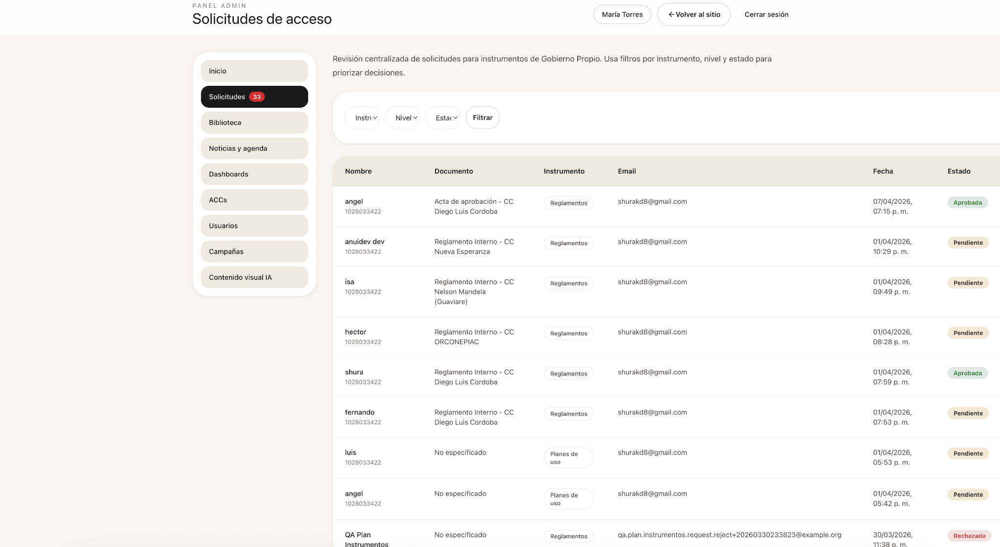 PANEL ADMIN
Solicitudes de acceso
María Torres
←Volver al sitio
Cerrar sesión
Inicio
Solicitudes 33
Biblioteca
Noticias y agenda
Dashboards
ACCs
Usuarios
Campañas
Contenido visual IA
Revisión centralizada de solicitudes para instrumentos de Gobierno Propio. Usa filtros por instrumento, nivel y estado para
priorizar decisiones.
Instru
Nivel
Estad
Filtrar
Nombre Documento Instrumento Email Fecha Estado
angel
1028033422
Acta de aprobación - CC
Diego Luis Cordoba
Reglamentos
shurakd8@gmail.com
07/04/2026,
07:15 p. m.
Aprobada
anuidev dev
1028033422
Reglamento Interno - CC
Nueva Esperanza
Reglamentos
shurakd8@gmail.com
01/04/2026,
10:29 p. m.
Pendiente
isa
1028033422
Reglamento Interno - CC
Nelson Mandela
(Guaviare)
Reglamentos
shurakd8@gmail.com
01/04/2026,
09:49 p. m.
Pendiente
hector
1028033422
Reglamento Interno - CC
ORCONEPIAC
Reglamentos
shurakd8@gmail.com
01/04/2026,
08:28 p. m.
Pendiente
shura
1028033422
Reglamento Interno - CC
Diego Luis Cordoba
Reglamentos
shurakd8@gmail.com
01/04/2026,
07:59 p. m.
Aprobada
fernando
1028033422
Reglamento Interno - CC
Diego Luis Cordoba
Reglamentos
shurakd8@gmail.com
01/04/2026,
07:53 p. m.
Pendiente
luis
1028033422
No especificado
Planes de
uso
shurakd8@gmail.com
01/04/2026,
05:53 p. m.
Pendiente
angel
1028033422
No especificado
Planes de
uso
shurakd8@gmail.com
01/04/2026,
05:42 p. m.
Pendiente
QA Plan
Instrumentos
No especificado
Reglamentos
qa.plan.instrumentos.request.reject+20260330233823@example.org
30/03/2026,
11:38 p. m.
Rechazada